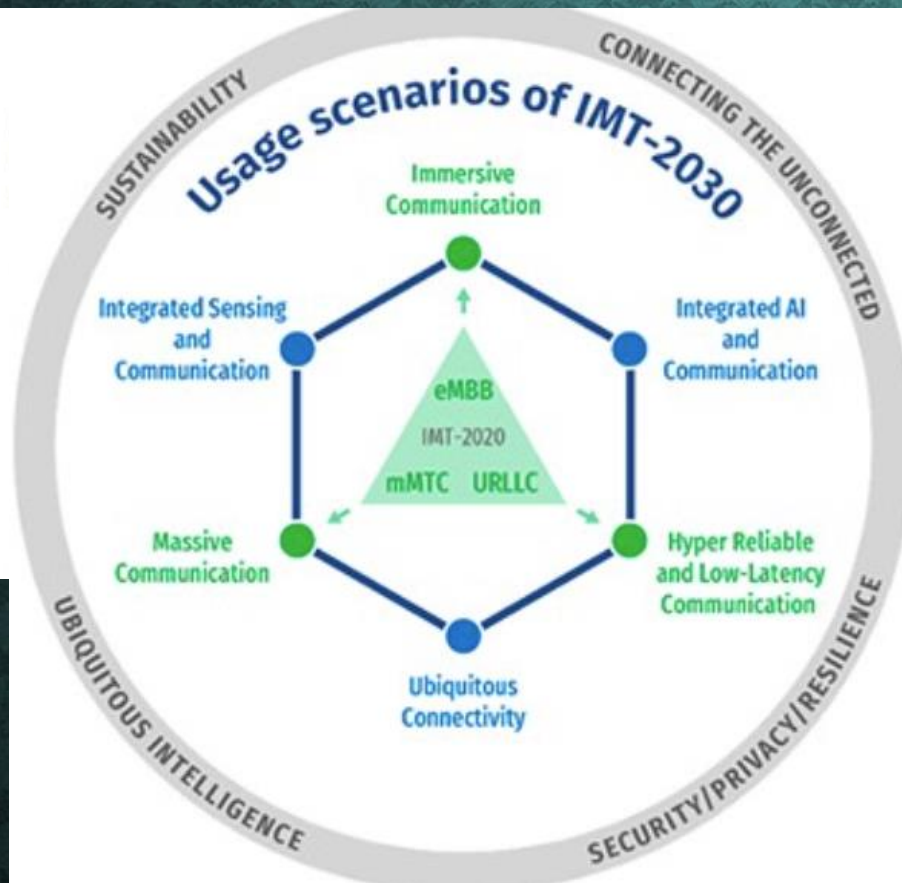 SUSTAINABILITY
CONNECTING THE UNCONNECTED
Usage scenarios of IMT-2030
Immersive
Communication
Integrated Sensing
and
Communication
Integrated AI
and
Communication
eMBB
IMT-2020
mMTC URLLC
Massive
Communication
Hyper Reliable
and Low-Latency
Communication
Ubiquitous
Connectivity
UBIQUITOUS INTELLIGENCE
SECURITY/PRIVACY/RESILIENCE